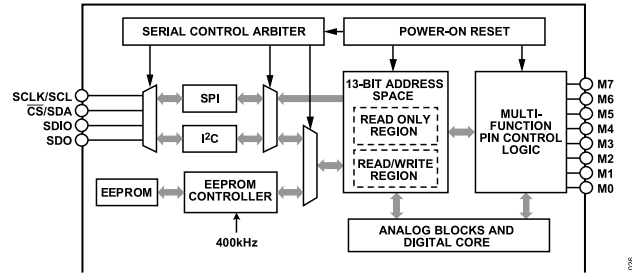 SERIAL CONTROL ARBITER
POWER-ON RESET
SCLK/SCL
CS/SDA
SDIO
SDO
SPI
I²C
EEPROM
EEPROM
CONTROLLER
400kHz
13-BIT ADDRESS
SPACE
READ ONLY
REGION
READ/WRITE
REGION
MULTI-
FUNCTION
PIN CONTROL
LOGIC
M7
M6
M5
M4
M3
M2
M1
M0
ANALOG BLOCKS AND
DIGITAL CORE